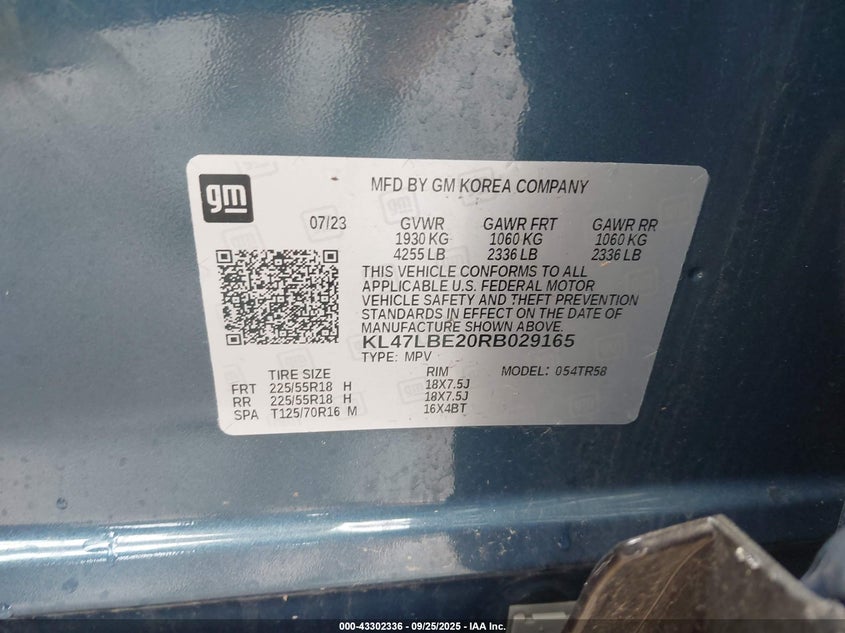 gm
MFD BY GM KOREA COMPANY
07/23
GVWR GAWR FRT GAWR RR
1930 KG 1060 KG 1060 KG
4255 LB 2336 LB 2336 LB
THIS VEHICLE CONFORMS TO ALL
APPLICABLE U.S. FEDERAL MOTOR
VEHICLE SAFETY AND THEFT PREVENTION
STANDARDS IN EFFECT ON THE DATE OF
MANUFACTURE SHOWN ABOVE.
KL47LBE20RB029165
TYPE: MPV
TIRE SIZE RIM MODEL: 054TR58
FRT 225/55R18 H 18X7.5J
RR 225/55R18 H 18X7.5J
SPA T125/70R16 M 16X4BT
000-43302336 - 09/25/2025 - IAA Inc.